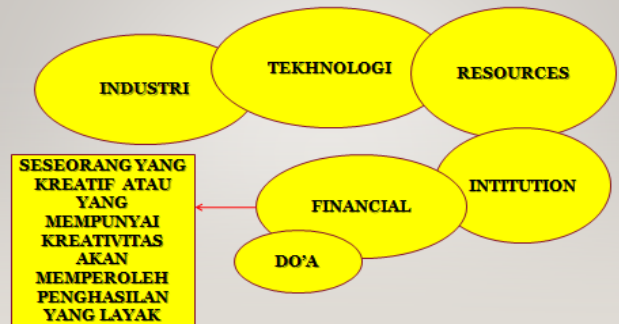 INDUSTRI
TEKHNOLOGI
RESOURCES
INTITUTION
FINANCIAL
DO'A
SESEORANG YANG
KREATIF ATAU
YANG
MEMPUNYAI
KREATIVITAS
AKAN
MEMPEROLEH
PENGHASILAN
YANG LAYAK